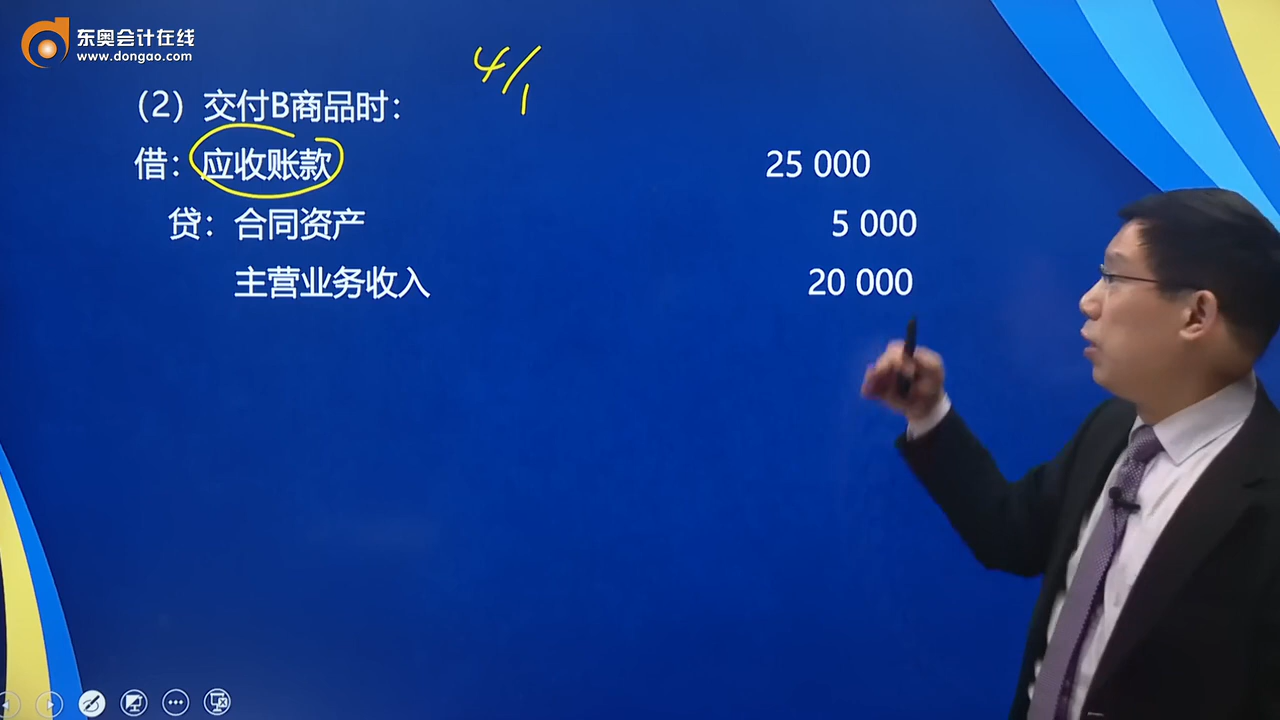 东奥会计在线
www.dongao.com
4/1
（2）交付B商品时：
借：应收账款 25 000
贷：合同资产 5 000
主营业务收入 20 000